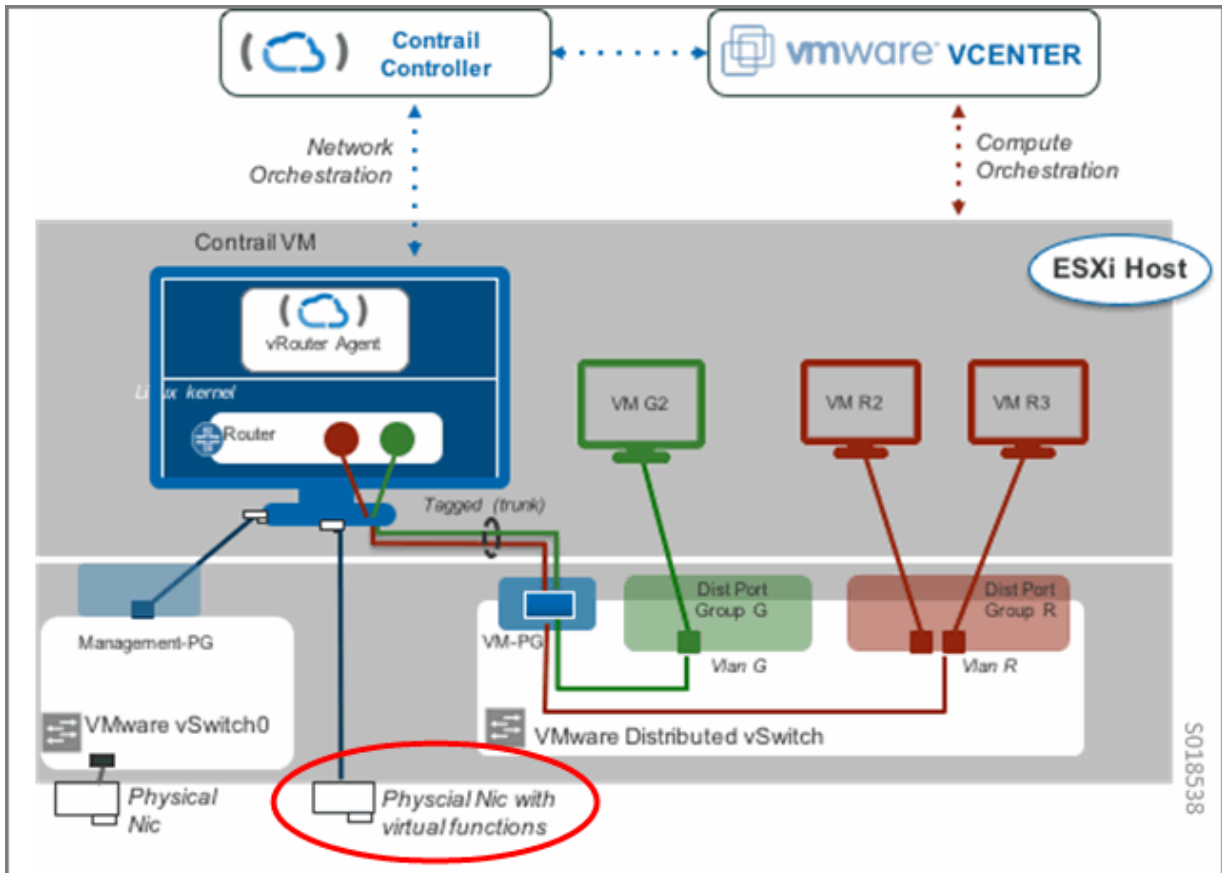 Contrail
Controller
vmware VCENTER
Network
Orchestration
Compute
Orchestration
Contrail VM
ESXi Host
vRouter Agent
Linux kernel
Router
VM G2
VM R2
VM R3
Tagged (trunk)
Dist Port
Group G
Dist Port
Group R
Management-PG
VM-PG
Vlan G
Vlan R
VMware vSwitch0
VMware Distributed vSwitch
Physical
Nic
Physcial Nic with
virtual functions
S018538